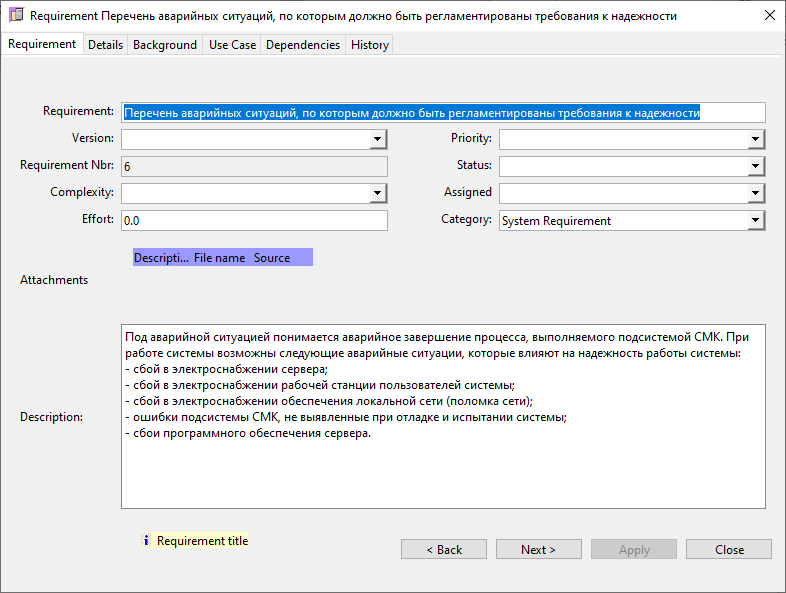 Requirement Перечень аварийных ситуаций, по которым должно быть регламентированы требования к надежности
Requirement Details Background Use Case Dependencies History
Requirement: Перечень аварийных ситуаций, по которым должно быть регламентированы требования к надежности
Version: Priority:
Requirement Nbr: 6 Status:
Complexity: Assigned
Effort: 0.0 Category: System Requirement
Descripti... File name Source
Attachments
Под аварийной ситуацией понимается аварийное завершение процесса, выполняемого подсистемой СМК. При
работе системы возможны следующие аварийные ситуации, которые влияют на надежность работы системы:
- сбой в электроснабжении сервера;
- сбой в электроснабжении рабочей станции пользователей системы;
- сбой в электроснабжении обеспечения локальной сети (поломка сети);
Description:
- ошибки подсистемы СМК, не выявленные при отладке и испытании системы;
- сбои программного обеспечения сервера.
Requirement title
< Back Next > Apply Close